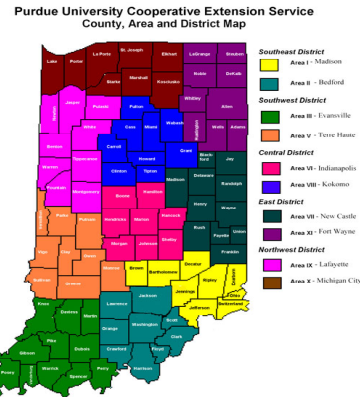 Purdue University Cooperative Extension Service
County, Area and District Map
Lake
Porter
La Porte
St. Joseph
Elkhart
LaGrange
Steuben
Starke
Marshall
Kosciusko
Noble
DeKalb
Newton
Jasper
Pulaski
Fulton
Whitley
Allen
White
Cass
Miami
Wabash
Huntington
Wells
Adams
Benton
Carroll
Grant
Black-
ford
Jay
Warren
Tippecanoe
Howard
Clinton
Tipton
Madison
Delaware
Randolph
Fountain
Montgomery
Boone
Hamilton
Henry
Wayne
Parke
Putnam
Hendricks
Marion
Hancock
Rush
Fayette
Union
Vigo
Clay
Owen
Morgan
Johnson
Shelby
Franklin
Sullivan
Greene
Monroe
Brown
Bartholomew
Decatur
Dearborn
Ripley
Jennings
Ohio
Switzerland
Jefferson
Knox
Daviess
Martin
Lawrence
Jackson
Scott
Washington
Orange
Clark
Pike
Dubois
Crawford
Floyd
Harrison
Gibson
Posey
Warrick
Spencer
Perry
Southeast District
Area I - Madison
Area II - Bedford
Southwest District
Area III - Evansville
Area V - Terre Haute
Central District
Area VI - Indianapolis
Area VIII - Kokomo
East District
Area VII - New Castle
Area XI - Fort Wayne
Northwest District
Area IX - Lafayette
Area X - Michigan City